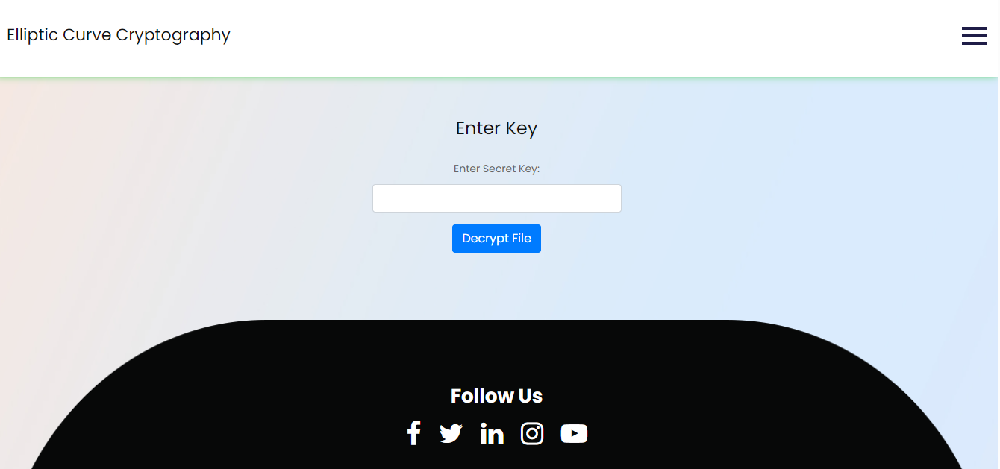 Elliptic Curve Cryptography
Enter Key
Enter Secret Key:
Decrypt File
Follow Us